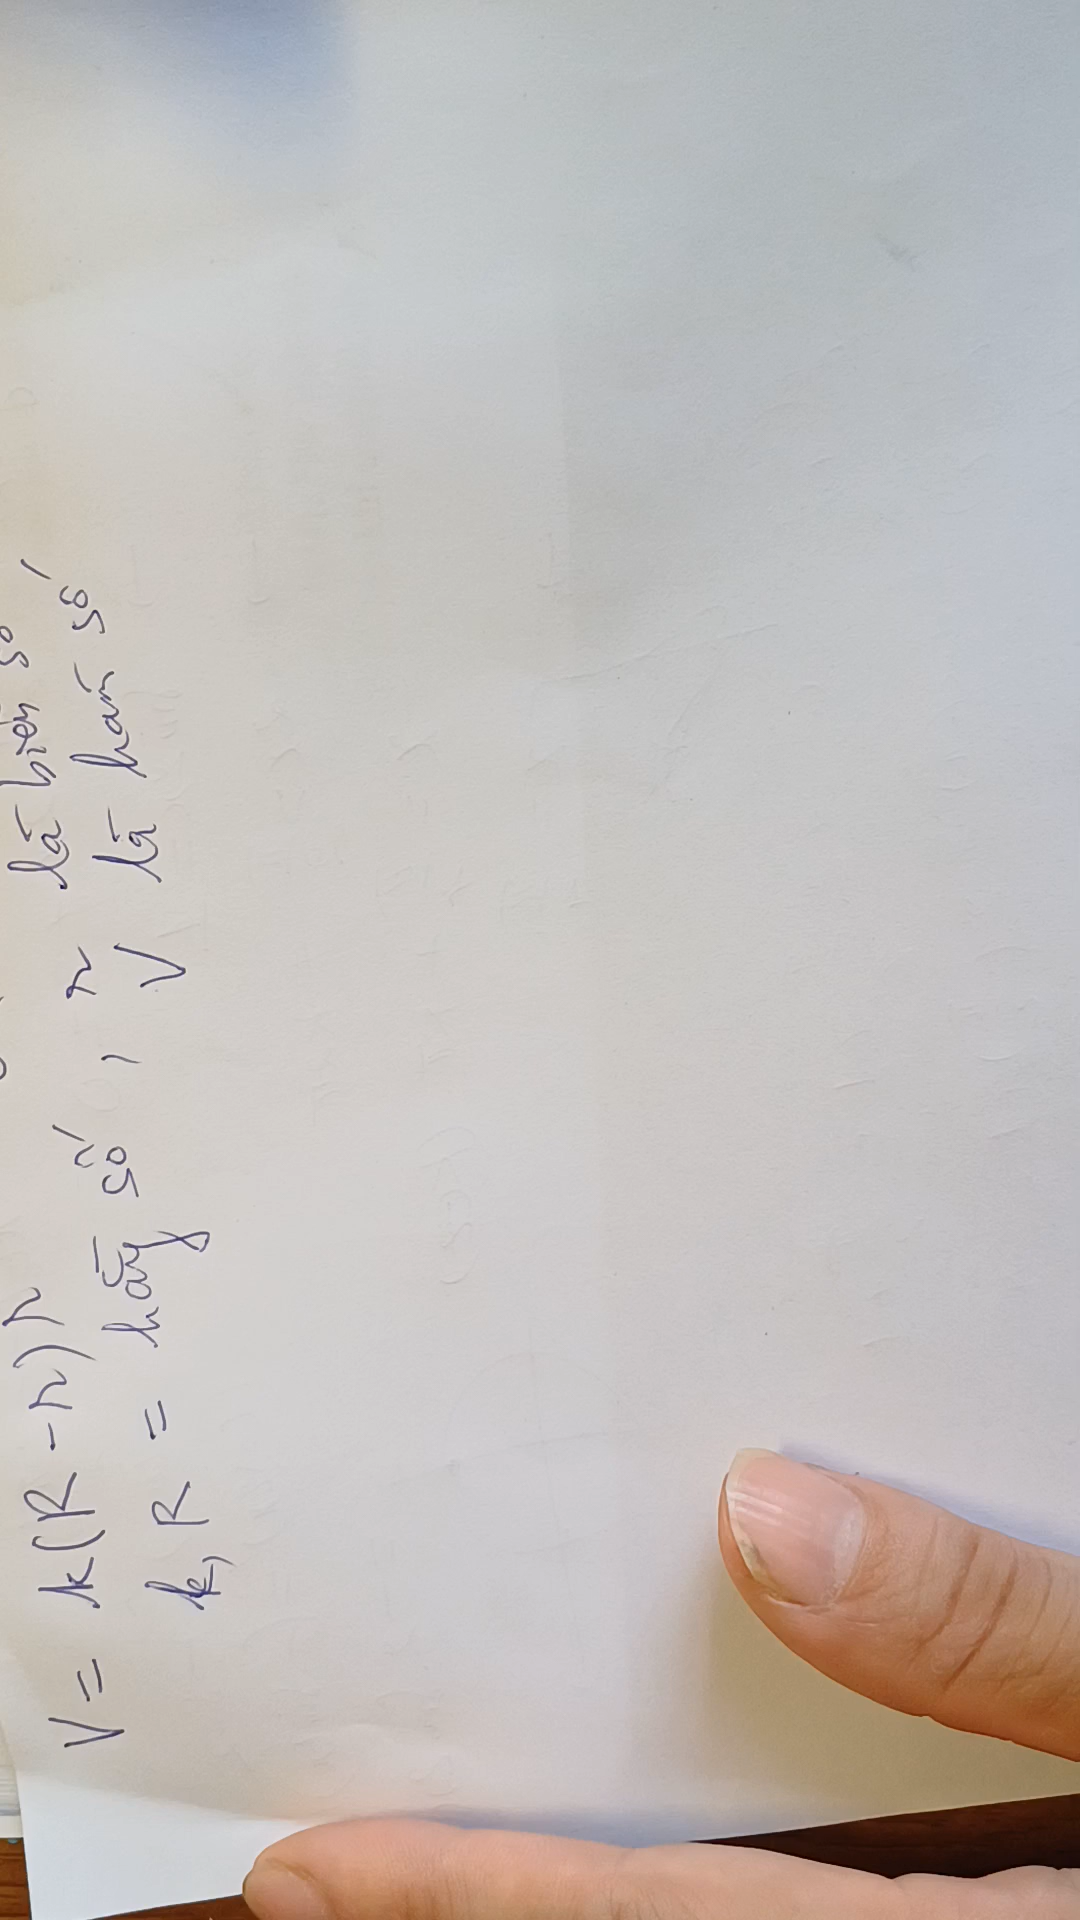 V = k(R - r)r
là biến số
k, R = hằng số, r
V là hàm số